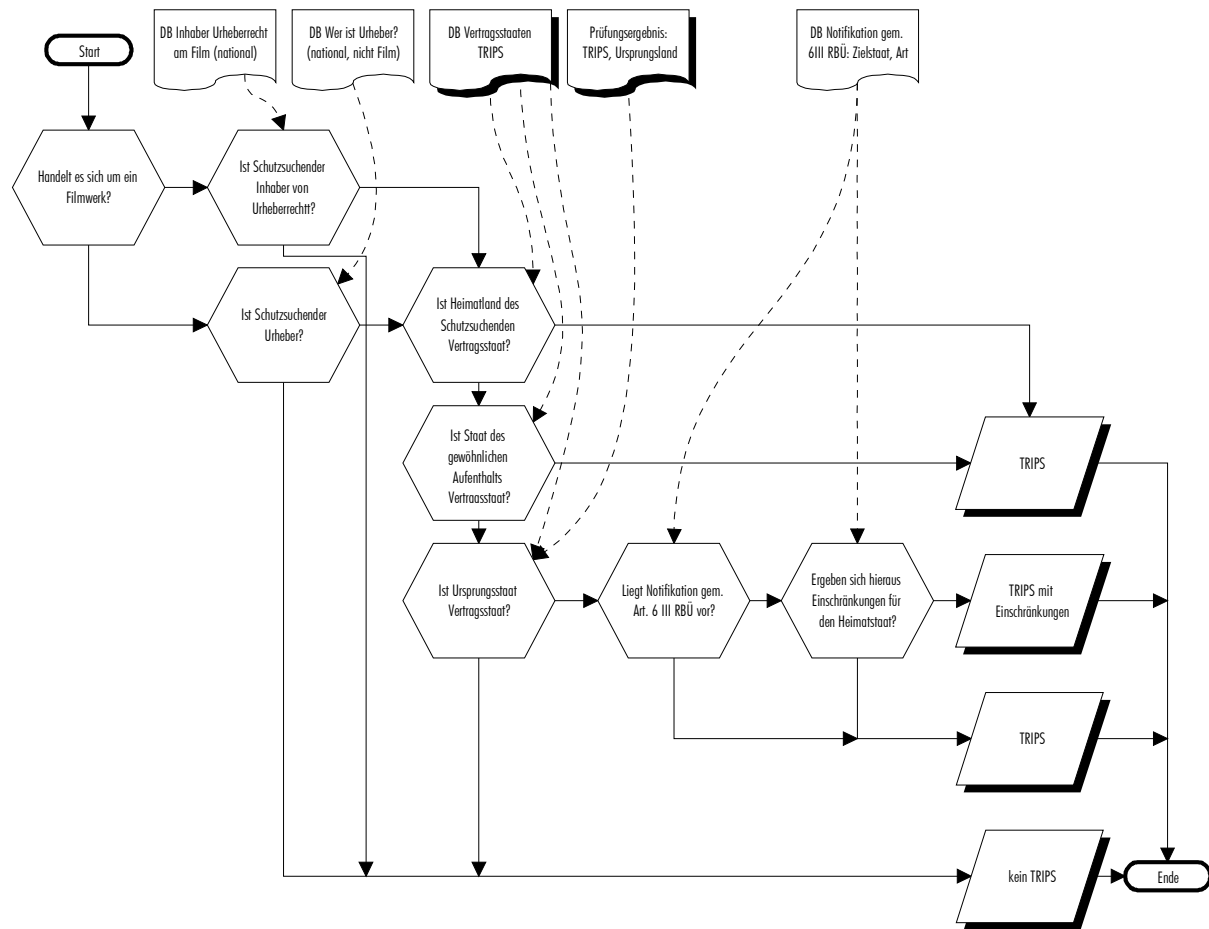 Start
DB Inhaber Urheberrecht
am Film (national)
DB Wer ist Urheber?
(national, nicht Film)
DB Vertragsstaaten
TRIPS
Prüfungsergebnis:
TRIPS, Ursprungsland
DB Notifikation gem.
6III RBÜ: Zielstaat, Art
Handelt es sich um ein
Filmwerk?
Ist Schutzsuchender
Inhaber von
Urheberrechtt?
Ist Schutzsuchender
Urheber?
Ist Heimatland des
Schutzsuchenden
Vertragsstaat?
Ist Staat des
gewöhnlichen
Aufenthalts
Vertraasstaat?
TRIPS
Ist Ursprungsstaat
Vertragsstaat?
Liegt Notifikation gem.
Art. 6 III RBÜ vor?
Ergeben sich hieraus
Einschränkungen für
den Heimatstaat?
TRIPS mit
Einschränkungen
TRIPS
kein TRIPS
Ende